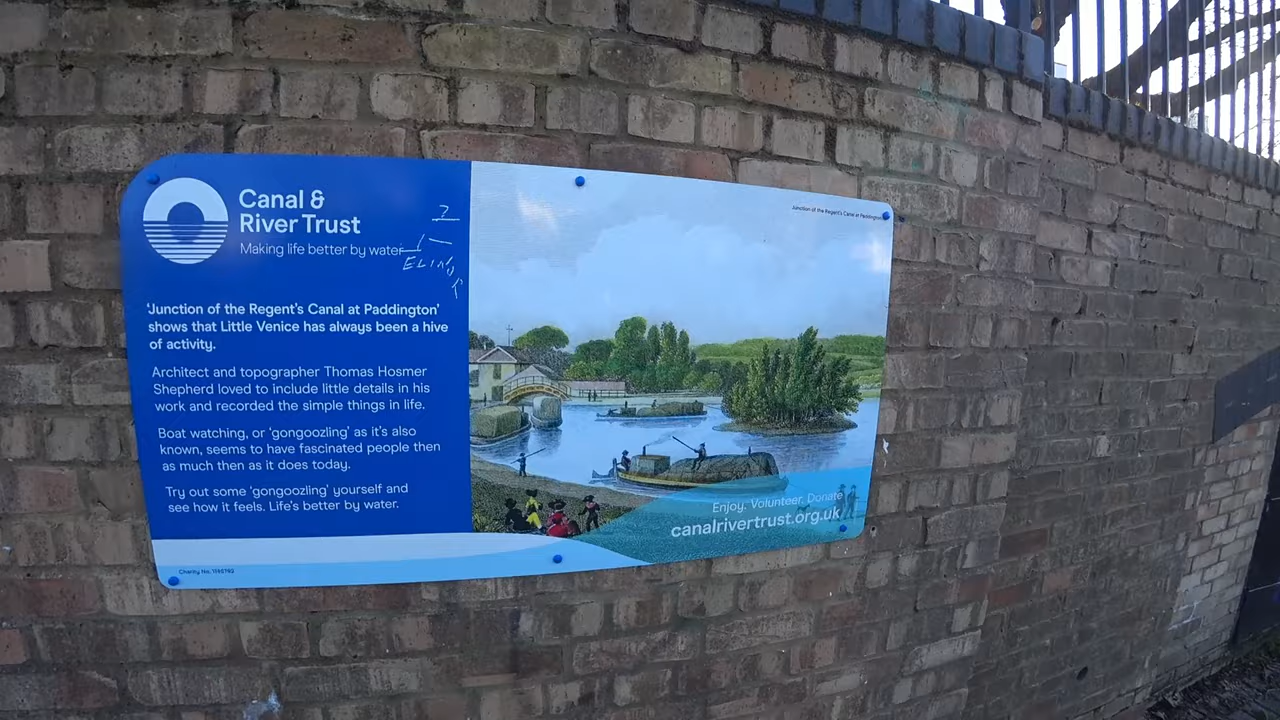 Canal &
River Trust
Making life better by water
'Junction of the Regent's Canal at Paddington'
shows that Little Venice has always been a hive
of activity.
Architect and topographer Thomas Hosmer
Shepherd loved to include little details in his
work and recorded the simple things in life.
Boat watching, or 'gongoozling' as it's also
known, seems to have fascinated people then
as much then as it does today.
Try out some 'gongoozling' yourself and
see how it feels. Life's better by water.
Charity No.
Junction of the Regent's Canal at Paddington
Enjoy. Volunteer. Donate
canalrivertrust.org.uk